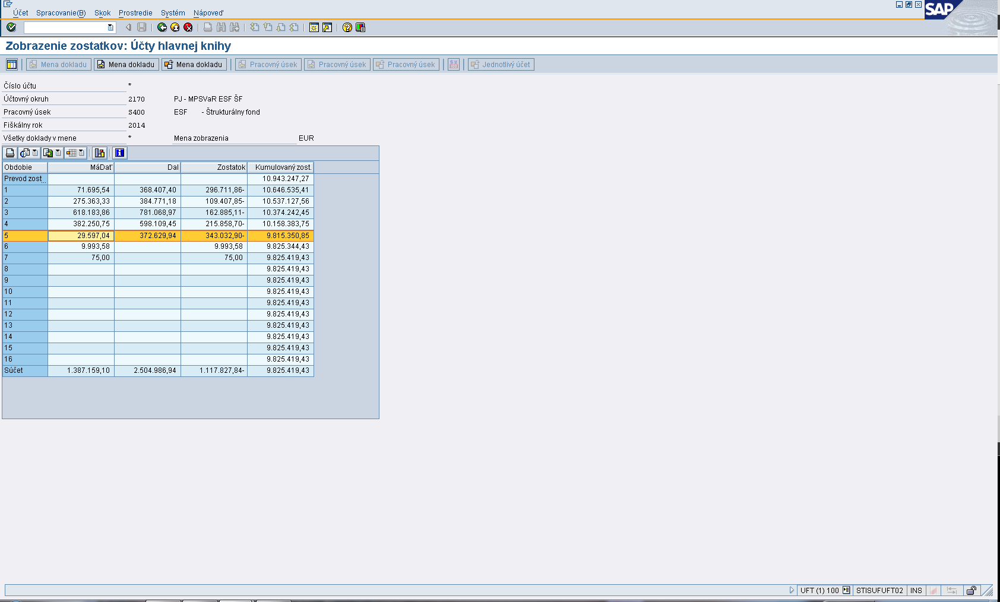 Účet Spracovanie(B) Skok Prostredie Systém Nápoveď
SAP
Zobrazenie zostatkov: Účty hlavnej knihy
Mena dokladu Mena dokladu Mena dokladu Pracovný úsek Pracovný úsek Pracovný úsek Jednotlivý účet
Číslo účtu *
Účtovný okruh 2170 PJ - MPSVaR ESF ŠF
Pracovný úsek S400 ESF - Štrukturálny fond
Fiškálny rok 2014
Všetky doklady v mene * Mena zobrazenia EUR
Obdobie MáDať Dal Zostatok Kumulovaný zost.
Prevod zost... 10.943.247,27
1 71.695,54 368.407,40 296.711,86- 10.646.535,41
2 275.363,33 384.771,18 109.407,85- 10.537.127,56
3 618.183,86 781.068,97 162.885,11- 10.374.242,45
4 382.250,75 598.109,45 215.858,70- 10.158.383,75
5 29.597,04 372.629,94 343.032,90- 9.815.350,85
6 9.993,58 9.993,58 9.825.344,43
7 75,00 75,00 9.825.419,43
8 9.825.419,43
9 9.825.419,43
10 9.825.419,43
11 9.825.419,43
12 9.825.419,43
13 9.825.419,43
14 9.825.419,43
15 9.825.419,43
16 9.825.419,43
Súčet 1.387.159,10 2.504.986,94 1.117.827,84- 9.825.419,43
UFT (1) 100 STISUFUFT02 INS